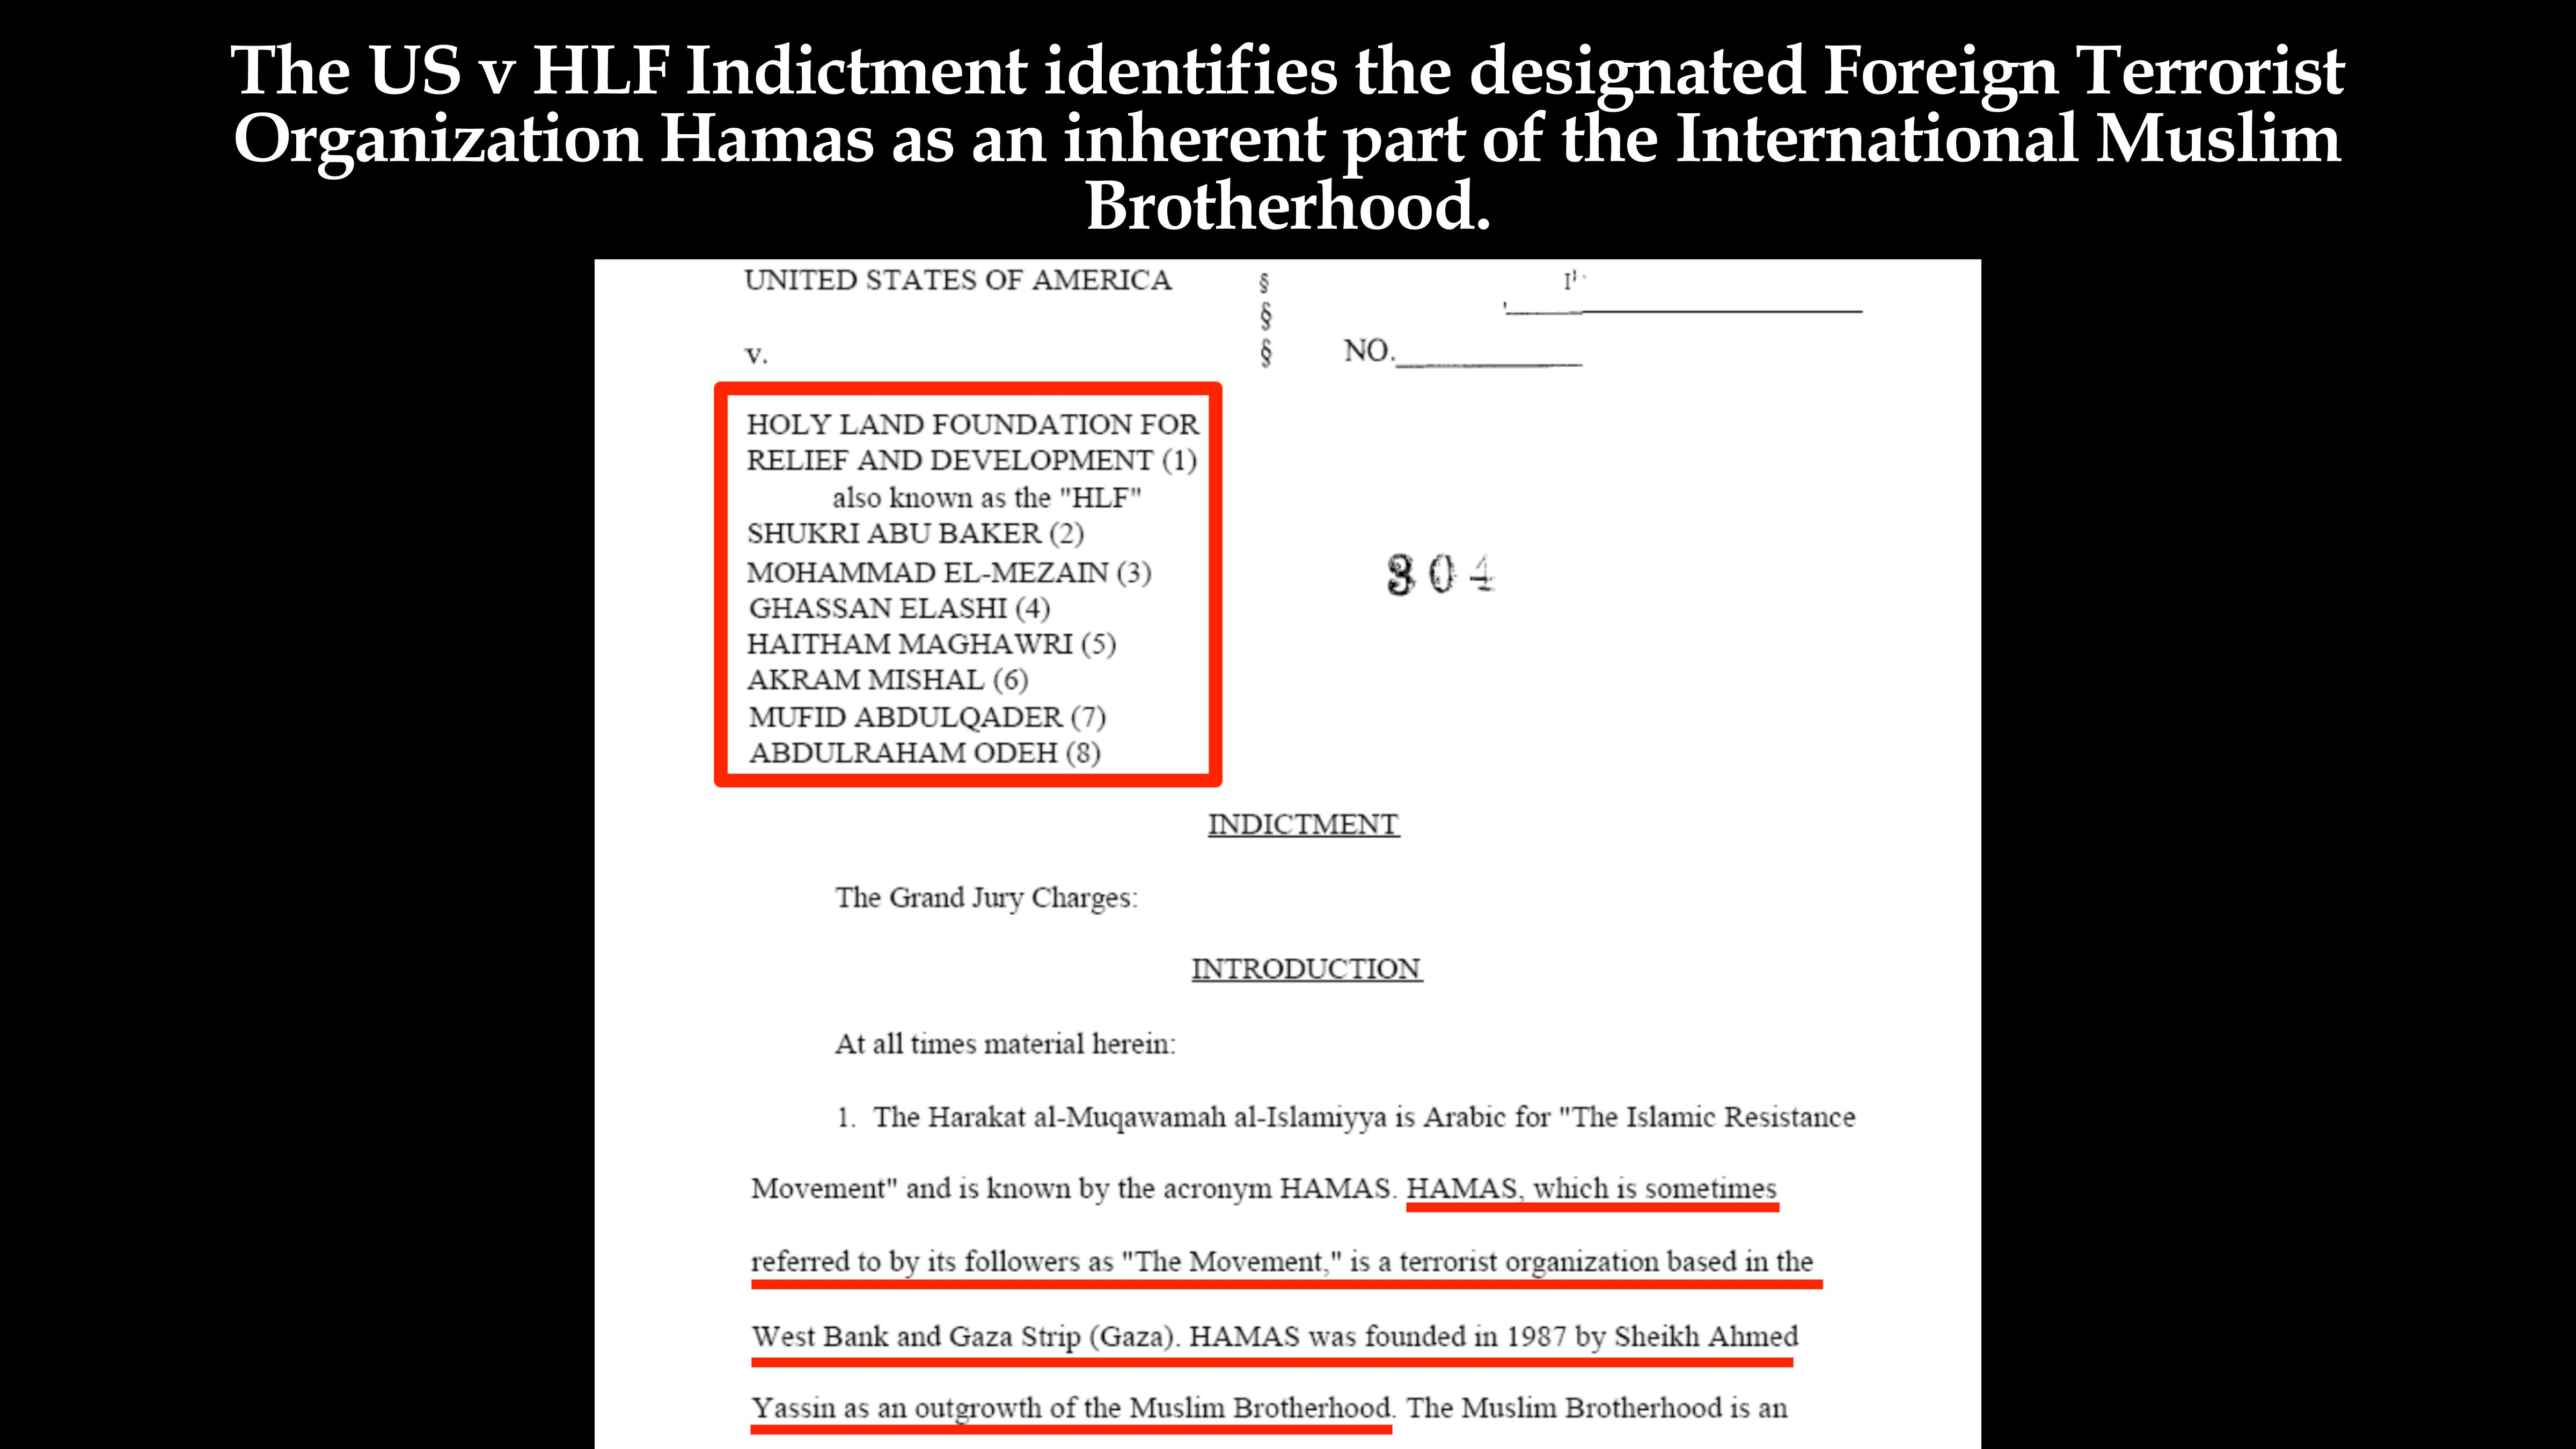 The US v HLF Indictment identifies the designated Foreign Terrorist
Organization Hamas as an inherent part of the International Muslim
Brotherhood.
UNITED STATES OF AMERICA §
§
v. § NO.
HOLY LAND FOUNDATION FOR
RELIEF AND DEVELOPMENT (1)
also known as the "HLF"
SHUKRI ABU BAKER (2)
MOHAMMAD EL-MEZAIN (3)
304
GHASSAN ELASHI (4)
HAITHAM MAGHAWRI (5)
AKRAM MISHAL (6)
MUFID ABDULQADER (7)
ABDULRAHAM ODEH (8)
INDICTMENT
The Grand Jury Charges:
INTRODUCTION
At all times material herein:
1. The Harakat al-Muqawamah al-Islamiyya is Arabic for "The Islamic Resistance
Movement" and is known by the acronym HAMAS. HAMAS, which is sometimes
referred to by its followers as "The Movement," is a terrorist organization based in the
West Bank and Gaza Strip (Gaza). HAMAS was founded in 1987 by Sheikh Ahmed
Yassin as an outgrowth of the Muslim Brotherhood. The Muslim Brotherhood is an